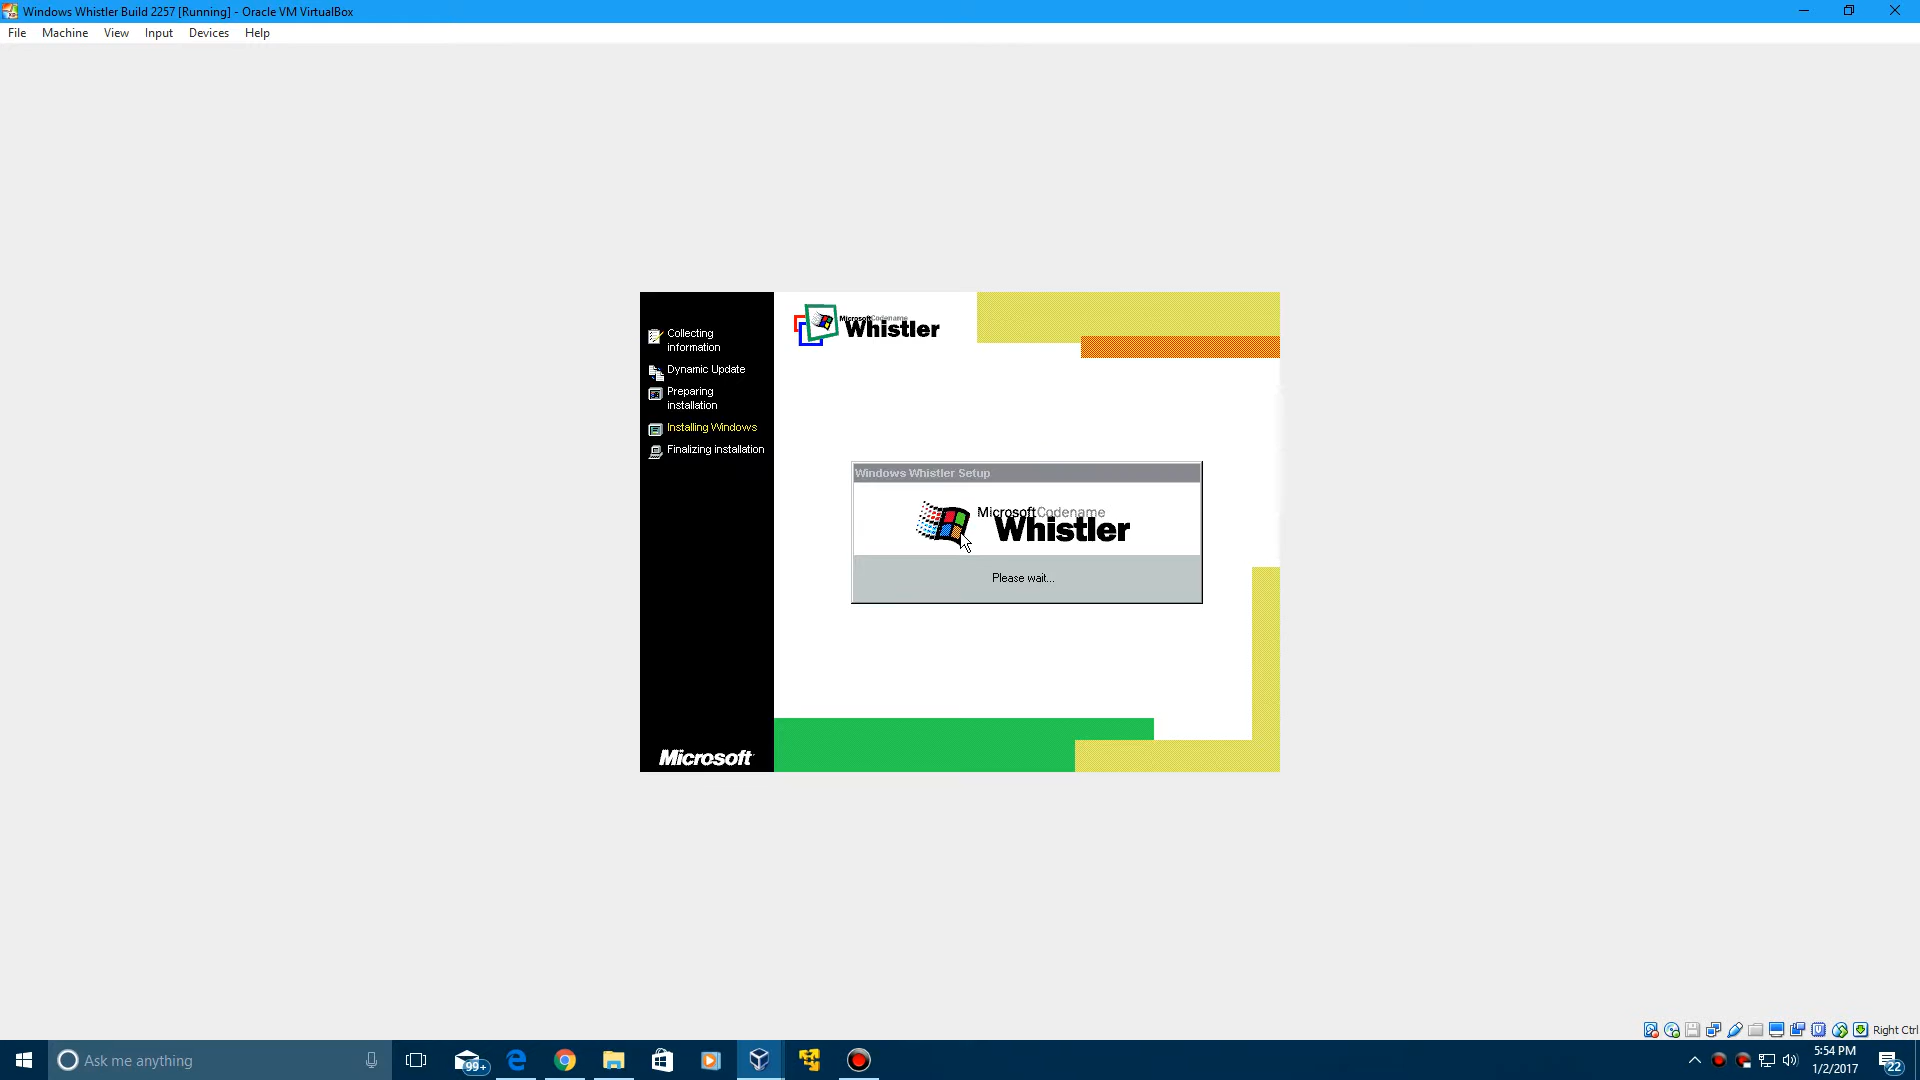 Windows Whistler Build 2257 [Running] - Oracle VM VirtualBox
File Machine View Input Devices Help
Collecting
information
Dynamic Update
Preparing
installation
Installing Windows
Finalizing installation
Microsoft
Microsoft Codename
Whistler
Windows Whistler Setup
Microsoft Codename
Whistler
Please wait...
Right Ctrl
Ask me anything
99+
5:54 PM
1/2/2017
22